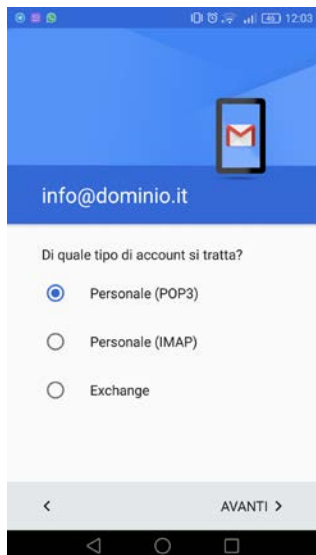 12:03
info@dominio.it
Di quale tipo di account si tratta?
Personale (POP3)
Personale (IMAP)
Exchange
AVANTI